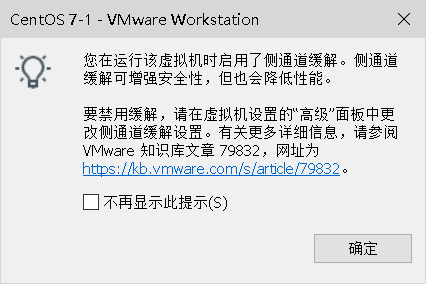 CentOS 7-1 - VMware Workstation
您在运行该虚拟机时启用了侧通道缓解。侧通道
缓解可增强安全性，但也会降低性能。
要禁用缓解，请在虚拟机设置的“高级”面板中更
改侧通道缓解设置。有关更多详细信息，请参阅
VMware 知识库文章 79832，网址为
https://kb.vmware.com/s/article/79832。
不再显示此提示(S)
确定